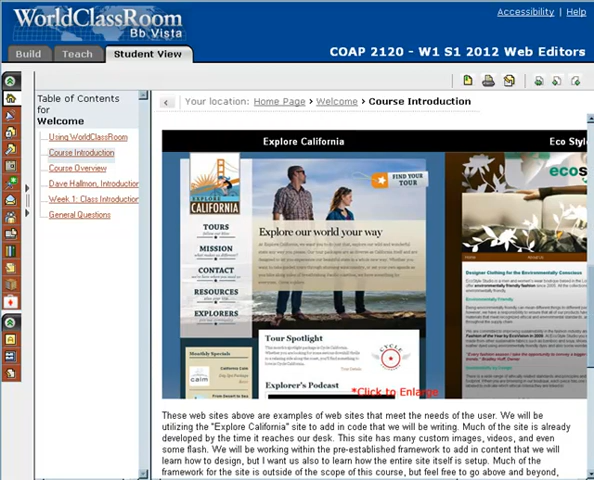 WorldClassRoom
Bb Vista
Accessibility | Help
Build
Teach
Student View
COAP 2120 - W1 S1 2012 Web Editors
Table of Contents
for
Welcome
Using WorldClassRoom
Course Introduction
Course Overview
Dave Hallmon, Introduction
Week 1: Class Introduction
General Questions
Your location: Home Page › Welcome › Course Introduction
Explore California
Eco Style
EXPLORE
CALIFORNIA
FIND YOUR
TOUR
TOURS
MISSION
CONTACT
RESOURCES
EXPLORERS
Explore our world your way
Monthly Specials
calm
Tour Spotlight
CYCLE
Explorer's Podcast
*Click to Enlarge
ecos
Designer Clothing for the Environmentally Conscious
Environmentally Friendly
These web sites above are examples of web sites that meet the needs of the user. We will be
utilizing the "Explore California" site to add in code that we will be writing. Much of the site is already
developed by the time it reaches our desk. This site has many custom images, videos, and even
some flash. We will be working within the pre-established framework to add in content that we will
learn how to design, but I want us also to learn how the entire site itself is setup. Much of the
framework for the site is outside of the scope of this course, but feel free to go above and beyond,